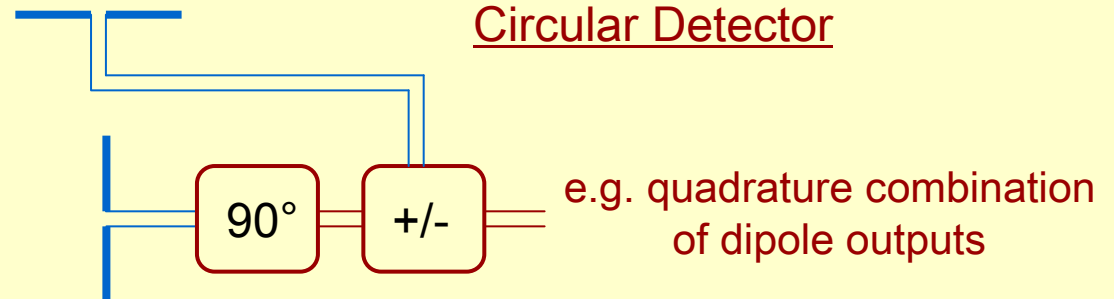 Circular Detector
90°
+/-
e.g. quadrature combination
of dipole outputs